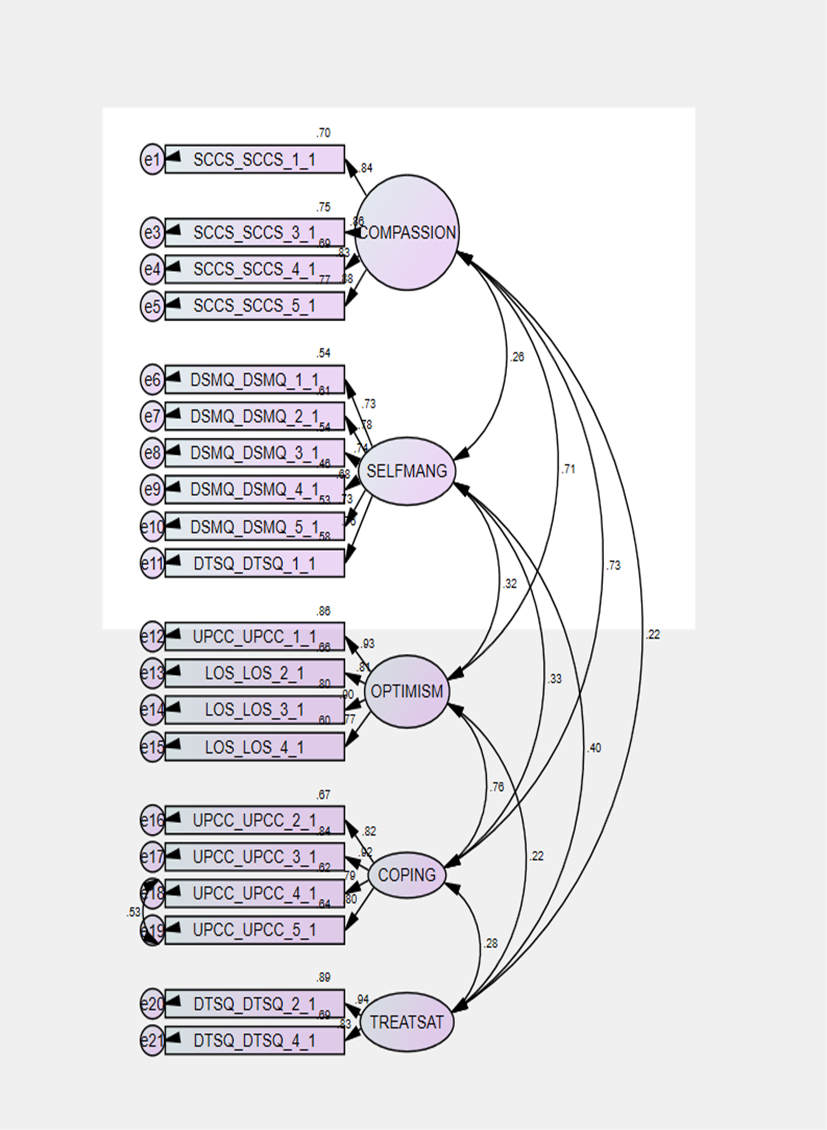 .70
e1 SCCS_SCCS_1_1 .84
.75
e3 SCCS_SCCS_3_1 .86 COMPASSION
.69 .83
e4 SCCS_SCCS_4_1
.77 .88
e5 SCCS_SCCS_5_1
.26
.54
e6 DSMQ_DSMQ_1_1
.61 .73
e7 DSMQ_DSMQ_2_1 .78
.54 .74
e8 DSMQ_DSMQ_3_1
.46 .68 SELFMANG .71
e9 DSMQ_DSMQ_4_1
.53 .73
e10 DSMQ_DSMQ_5_1
.58
e11 DTSQ_DTSQ_1_1 .73
.32
.86
e12 UPCC_UPCC_1_1 .93 .22
.66 .81
e13 LOS_LOS_2_1
.80 .90 OPTIMISM .33
e14 LOS_LOS_3_1
.60 .77
e15 LOS_LOS_4_1 .40
.76
.67
e16 UPCC_UPCC_2_1 .82
.84 .92
e17 UPCC_UPCC_3_1 .22
.62 .79 COPING
e18 UPCC_UPCC_4_1
.64 .80
.53
e19 UPCC_UPCC_5_1
.28
.89
e20 DTSQ_DTSQ_2_1 .94
.69 .83 TREATSAT
e21 DTSQ_DTSQ_4_1